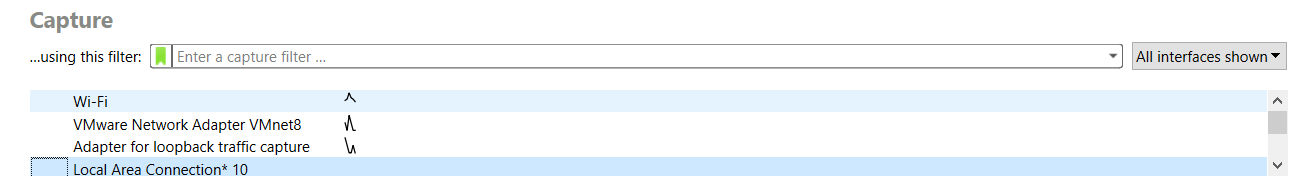 Capture
...using this filter: Enter a capture filter ... All interfaces shown
Wi-Fi
VMware Network Adapter VMnet8
Adapter for loopback traffic capture
Local Area Connection* 10